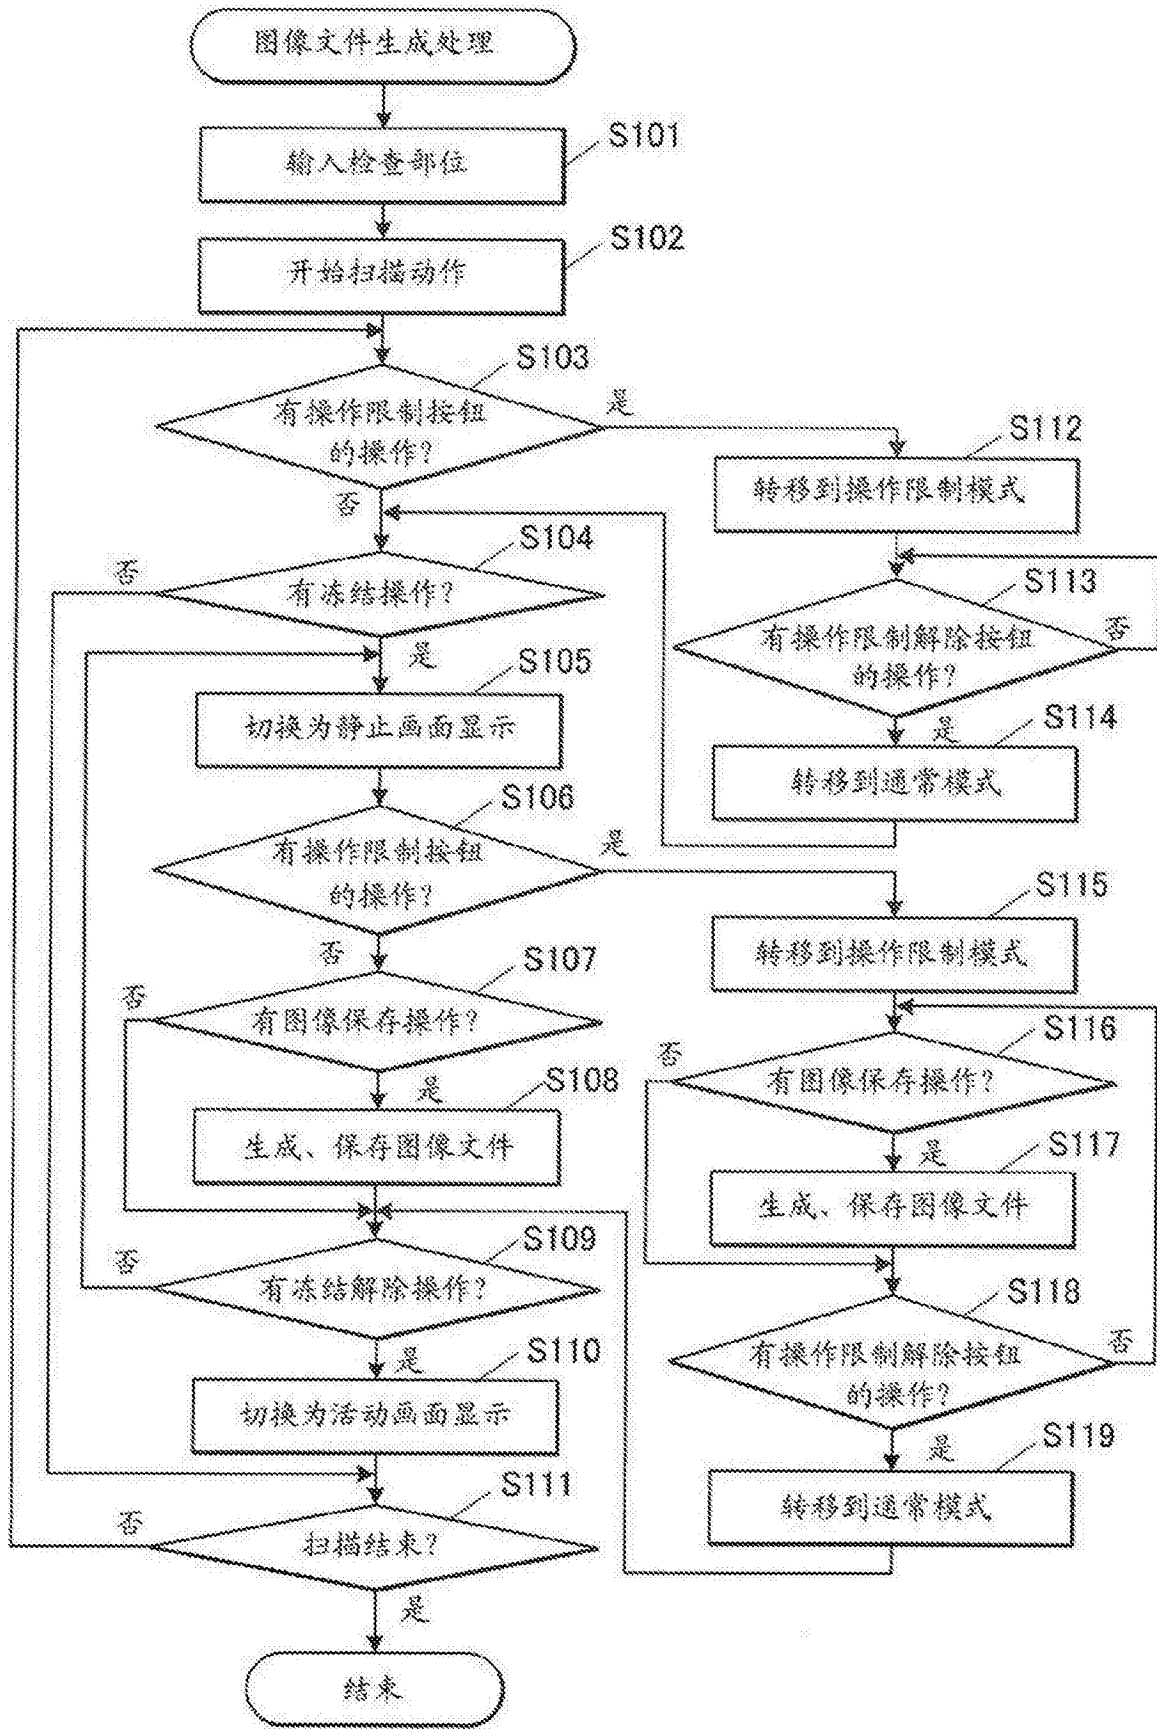 图像文件生成处理
S101
输入检查部位
S102
开始扫描动作
S103
有操作限制按钮
的操作?
是
否
S112
转移到操作限制模式
S104
有冻结操作?
否
是
S113
有操作限制解除按钮
的操作?
否
是
S105
切换为静止画面显示
S114
转移到通常模式
S106
有操作限制按钮
的操作?
是
否
S115
转移到操作限制模式
S107
有图像保存操作?
否
是
S116
有图像保存操作?
否
是
S108
生成、保存图像文件
S117
生成、保存图像文件
S109
有冻结解除操作?
否
是
S118
有操作限制解除按钮
的操作?
否
是
S110
切换为活动画面显示
S119
转移到通常模式
S111
扫描结束?
否
是
结束